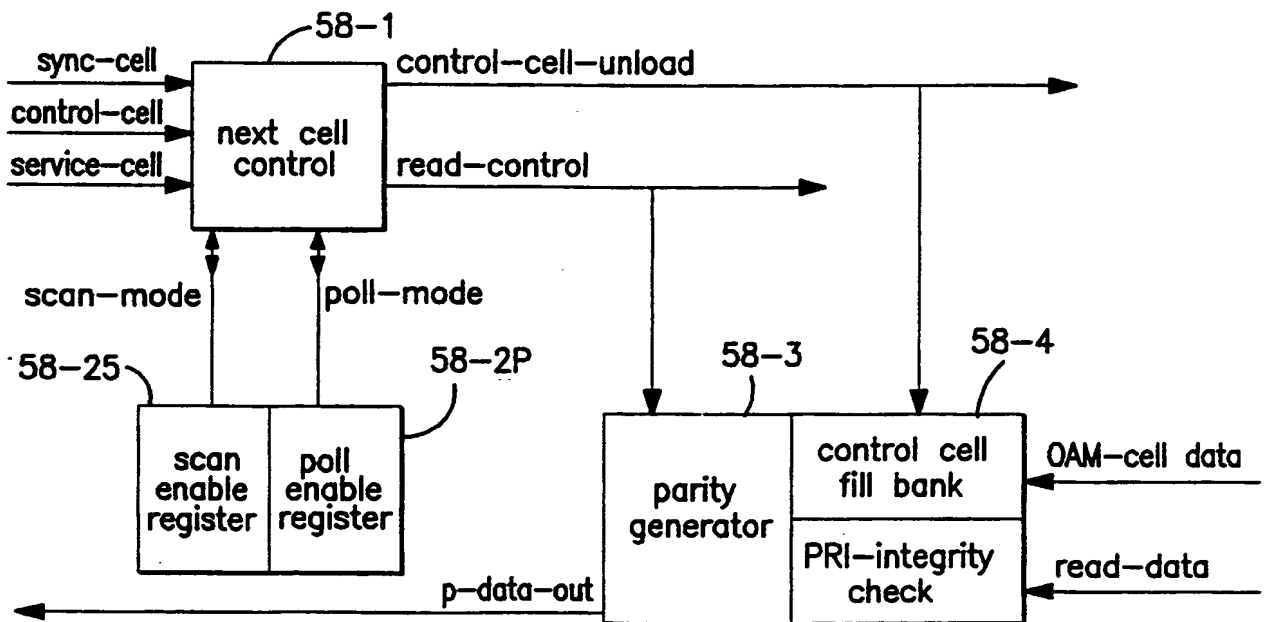 58-1
sync-cell
control-cell-unload
control-cell
next cell
control
service-cell
read-control
scan-mode
poll-mode
58-25
58-2P
58-3
58-4
scan
enable
register
poll
enable
register
parity
generator
control cell
fill bank
OAM-cell data
PRI-integrity
check
read-data
p-data-out